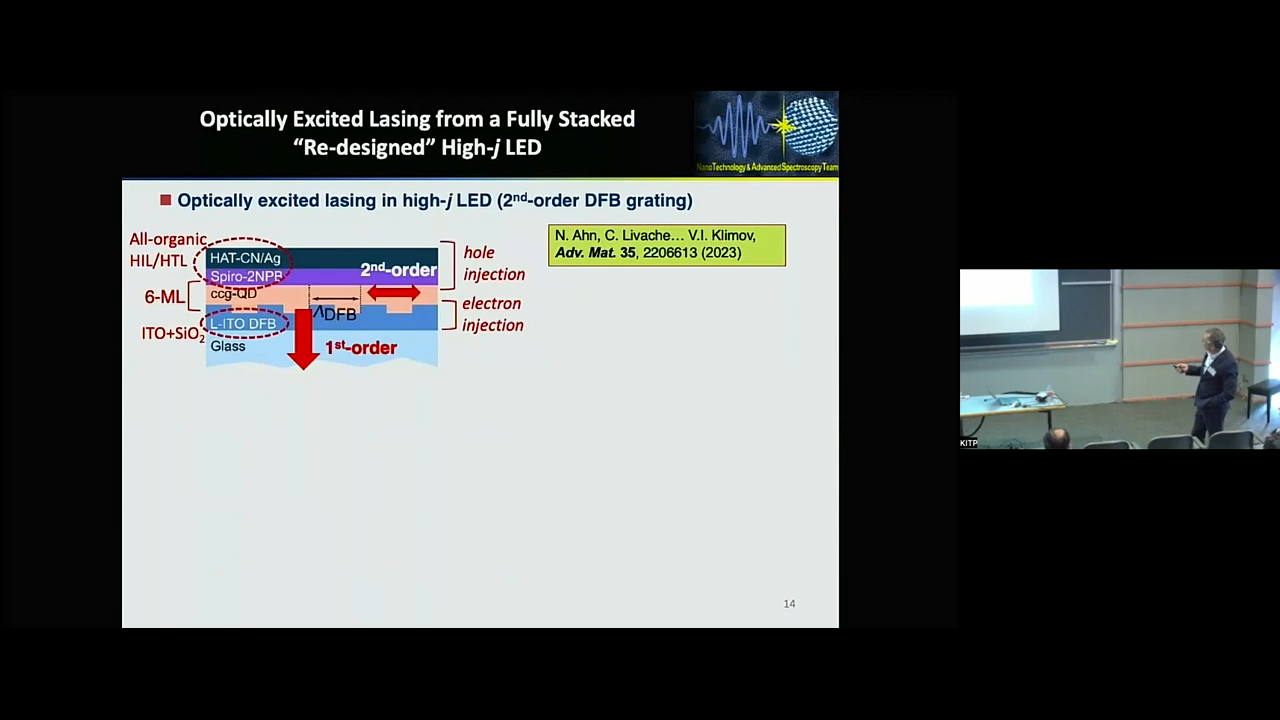 Optically Excited Lasing from a Fully Stacked
“Re-designed” High-j LED
NanoTechnology & Advanced Spectroscopy Team
Optically excited lasing in high-j LED (2nd-order DFB grating)
All-organic
HIL/HTL
HAT-CN/Ag
Spiro-2NPB
2nd-order
hole
injection
N. Ahn, C. Livache… V.I. Klimov,
Adv. Mat. 35, 2206613 (2023)
6-ML
ccg-QD
ΛDFB
electron
injection
ITO+SiO2
L-ITO DFB
Glass
1st-order
14
KITP